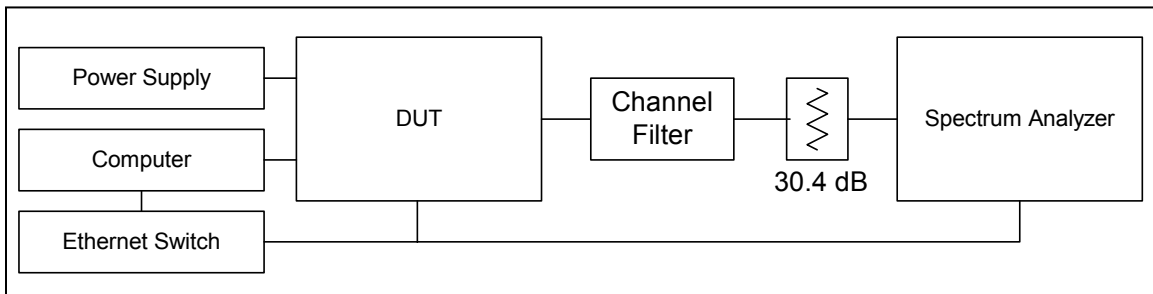 Power Supply
Computer
Ethernet Switch
DUT
Channel
Filter
30.4 dB
Spectrum Analyzer